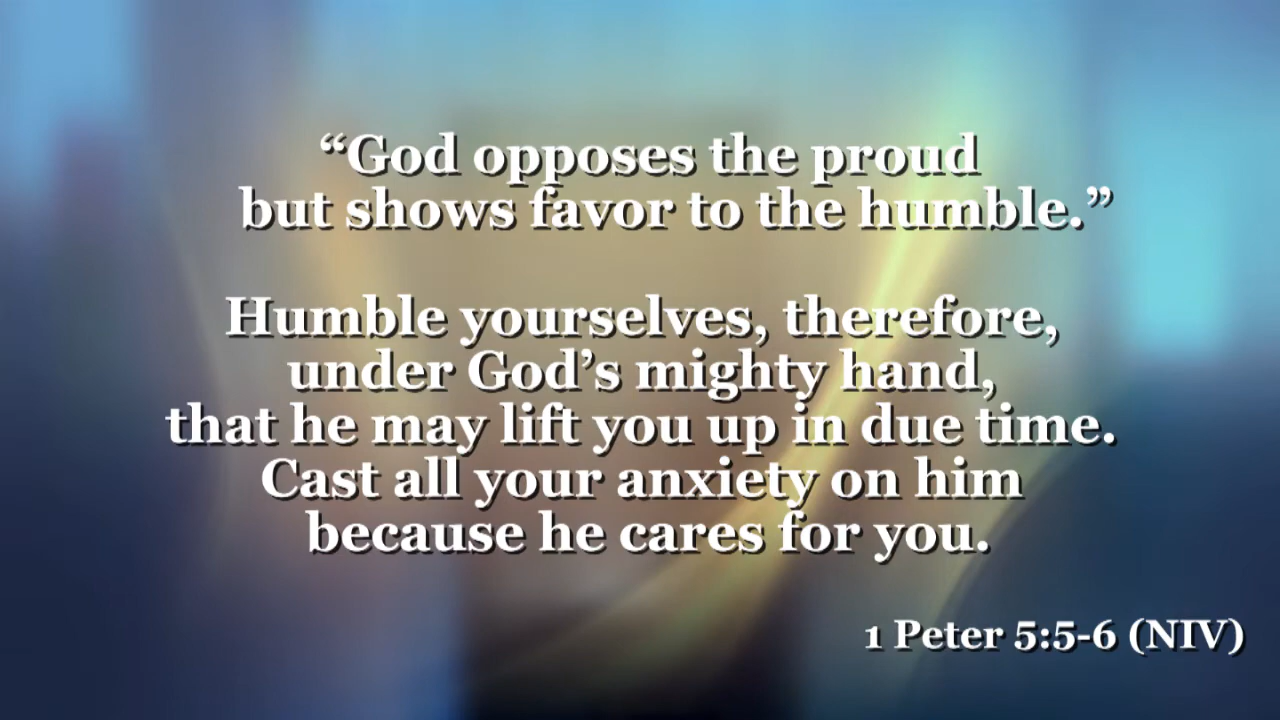 “God opposes the proud
but shows favor to the humble.”
Humble yourselves, therefore,
under God’s mighty hand,
that he may lift you up in due time.
Cast all your anxiety on him
because he cares for you.
1 Peter 5:5-6 (NIV)